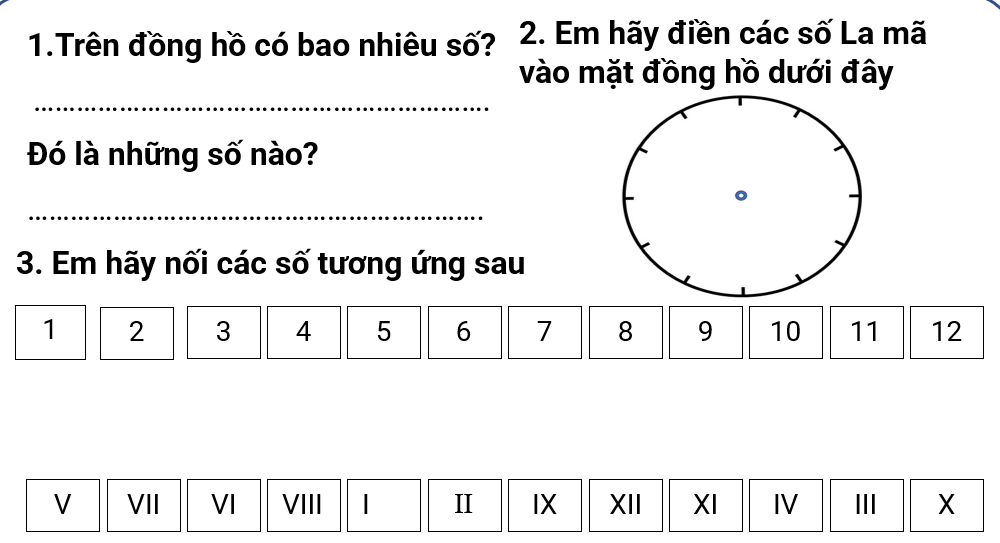 1.Trên đồng hồ có bao nhiêu số?
................................................................
Đó là những số nào?
................................................................
2. Em hãy điền các số La mã
vào mặt đồng hồ dưới đây
3. Em hãy nối các số tương ứng sau
1 2 3 4 5 6 7 8 9 10 11 12
V VII VI VIII I II IX XII XI IV III X